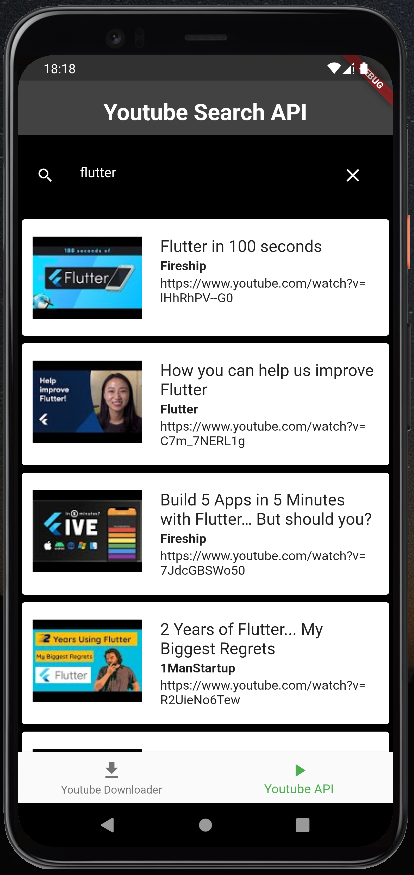 18:18
DEBUG
Youtube Search API
flutter
100 seconds of
Flutter
Flutter in 100 seconds
Fireship
https://www.youtube.com/watch?v=
lHhRhPV--G0
Help
improve
Flutter!
How you can help us improve
Flutter
Flutter
https://www.youtube.com/watch?v=
C7m_7NERL1g
in 5 minutes?
IVE
Build 5 Apps in 5 Minutes
with Flutter… But should you?
Fireship
https://www.youtube.com/watch?v=
7JdcGBSWo50
2 Years Using Flutter
My Biggest Regrets
Flutter
2 Years of Flutter... My
Biggest Regrets
1ManStartup
https://www.youtube.com/watch?v=
R2UieNo6Tew
Youtube Downloader
Youtube API